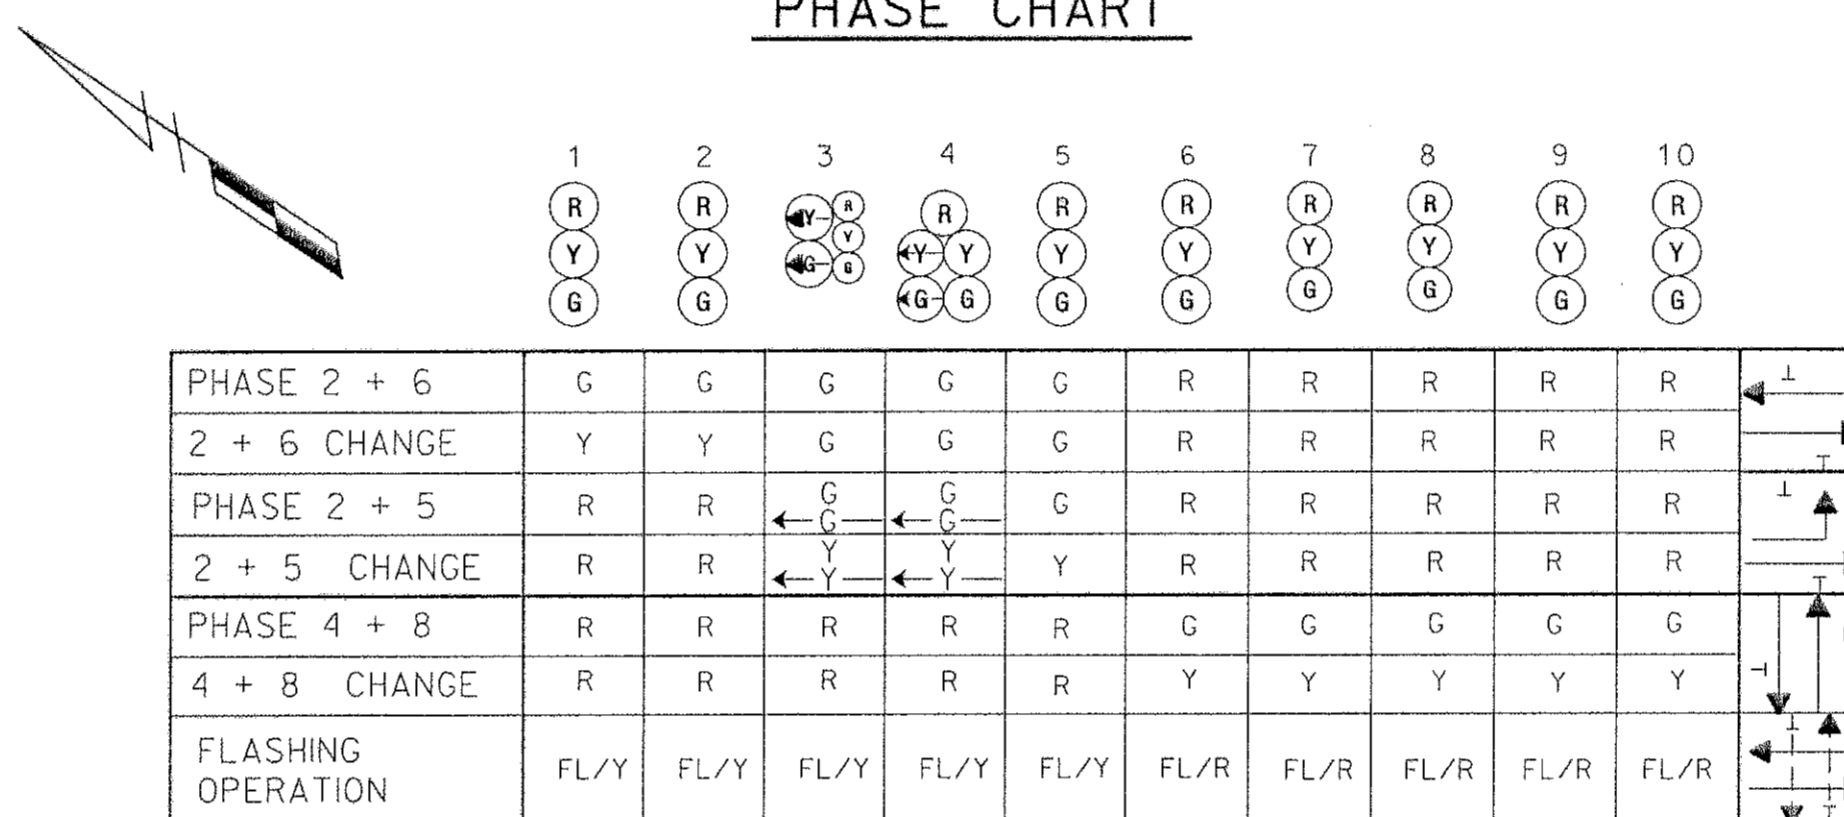 PHASE CHART
1 2 3 4 5 6 7 8 9 10
R R R R R R R R R R
Y Y Y Y Y Y Y Y Y Y Y Y
G G G G G G G G G G G G
PHASE 2 + 6 G G G G G R R R R R
2 + 6 CHANGE Y Y G G G R R R R R
PHASE 2 + 5 R R G G G G G R R R R R
2 + 5 CHANGE R R Y Y Y Y Y R R R R R
PHASE 4 + 8 R R R R R G G G G G
4 + 8 CHANGE R R R R R Y Y Y Y Y
FLASHING
OPERATION FL/Y FL/Y FL/Y FL/Y FL/Y FL/R FL/R FL/R FL/R FL/R